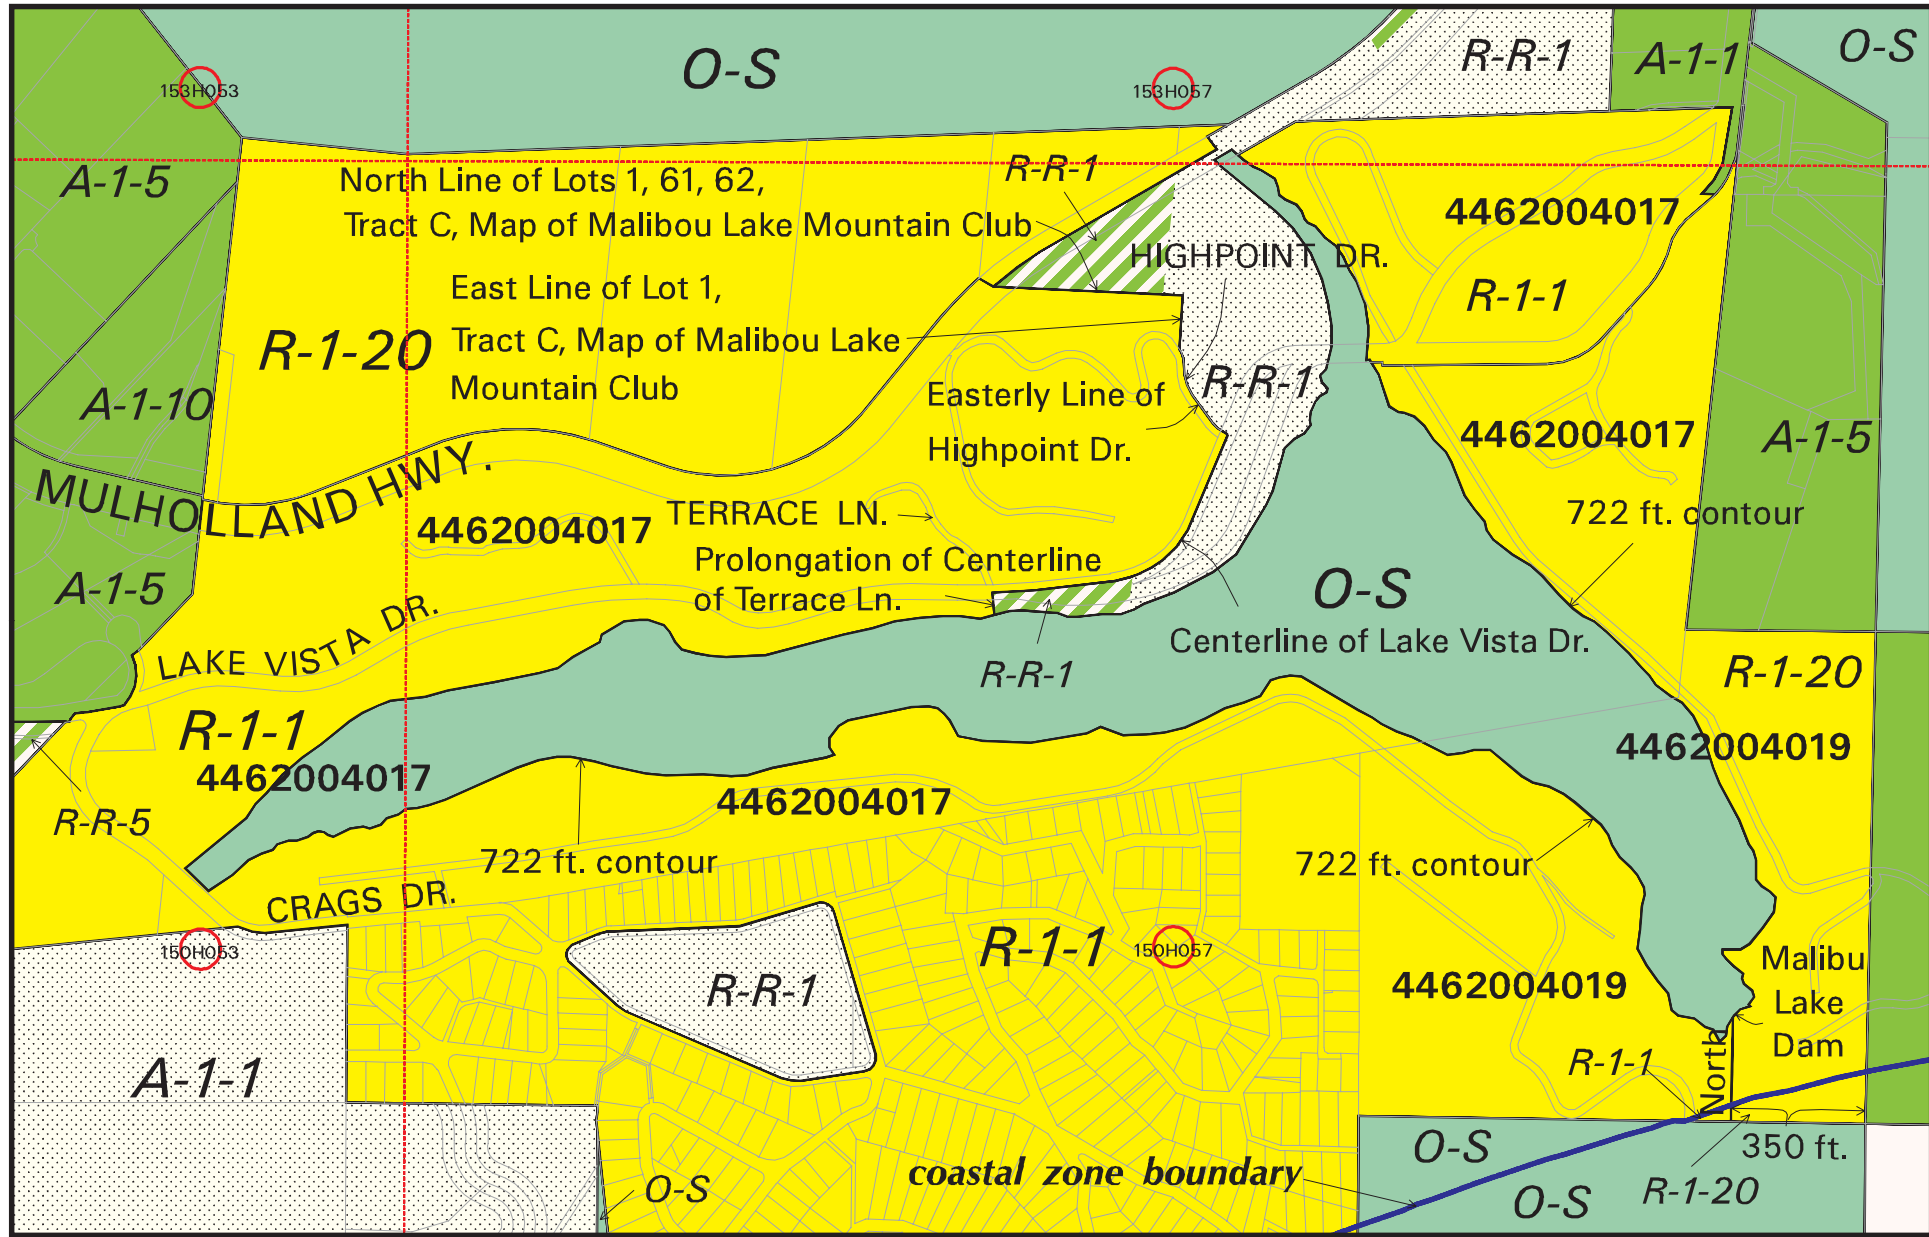 O-S
R-R-1
A-1-1
O-S
153H053
153H057
A-1-5
North Line of Lots 1, 61, 62,
Tract C, Map of Malibou Lake Mountain Club
R-R-1
4462004017
HIGHPOINT DR.
East Line of Lot 1,
Tract C, Map of Malibou Lake
Mountain Club
R-1-20
R-1-1
A-1-10
Easterly Line of
Highpoint Dr.
R-R-1
4462004017
A-1-5
MULHOLLAND HWY.
4462004017
TERRACE LN.
722 ft. contour
Prolongation of Centerline
of Terrace Ln.
A-1-5
O-S
Centerline of Lake Vista Dr.
LAKE VISTA DR.
R-R-1
R-1-20
R-1-1
4462004017
4462004019
R-R-5
4462004017
722 ft. contour
722 ft. contour
CRAGS DR.
150H053
R-R-1
R-1-1
150H057
4462004019
Malibu
Lake
Dam
North
R-1-1
A-1-1
O-S
350 ft.
coastal zone boundary
O-S
O-S
R-1-20